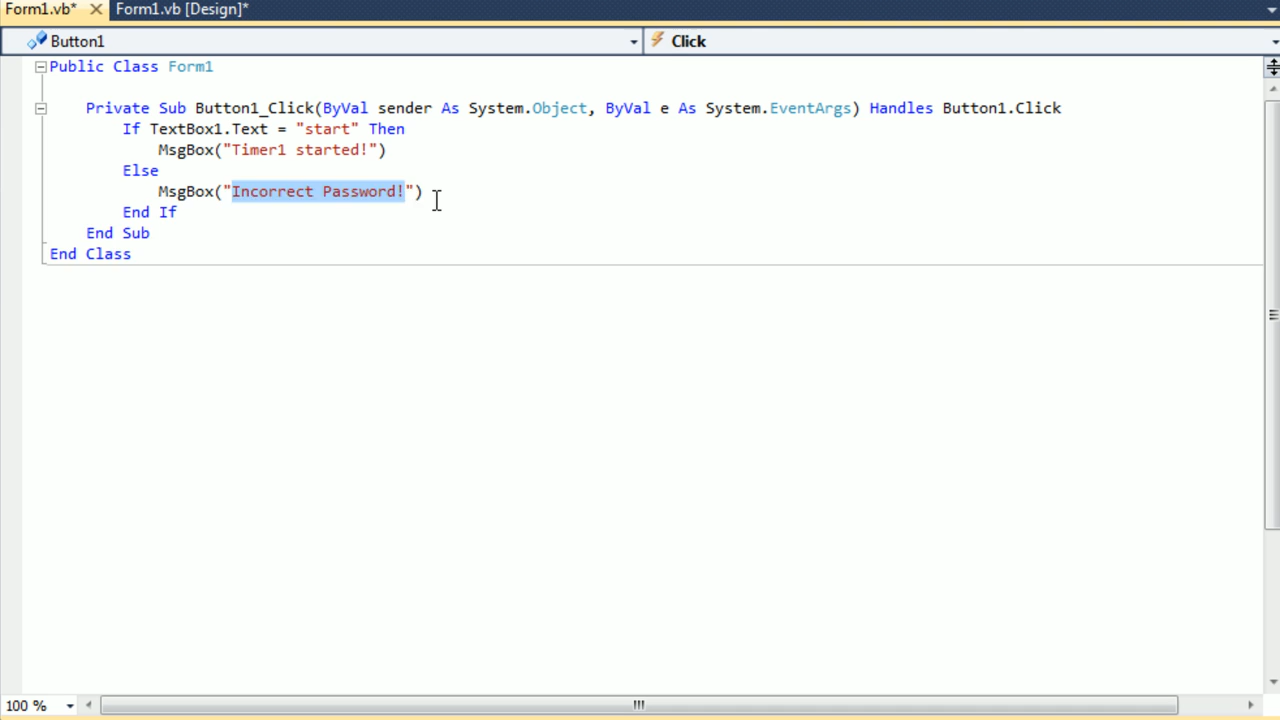 Form1.vb* Form1.vb [Design]*
Button1 Click
Public Class Form1
Private Sub Button1_Click(ByVal sender As System.Object, ByVal e As System.EventArgs) Handles Button1.Click
If TextBox1.Text = "start" Then
MsgBox("Timer1 started!")
Else
MsgBox("Incorrect Password!")
End If
End Sub
End Class
100 %